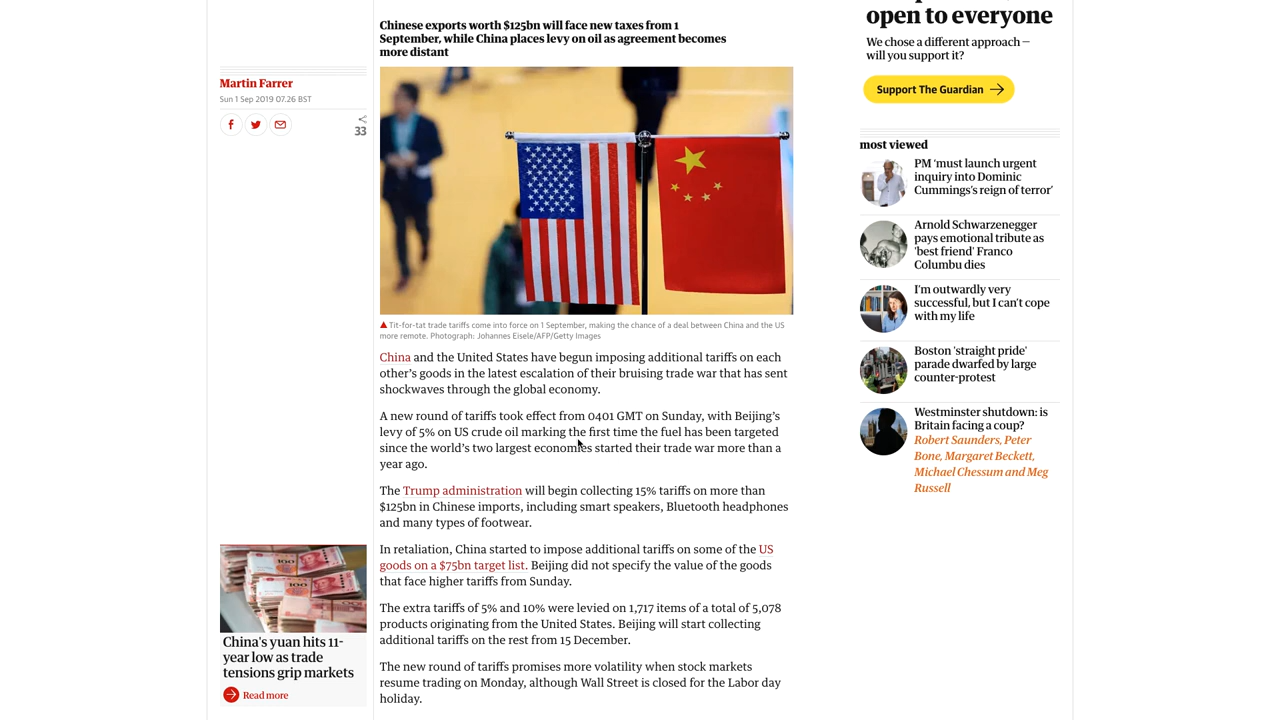 open to everyone
We chose a different approach —
will you support it?
Support The Guardian
Chinese exports worth $125bn will face new taxes from 1
September, while China places levy on oil as agreement becomes
more distant
Martin Farrer
Sun 1 Sep 2019 07.26 BST
33
Tit-for-tat trade tariffs come into force on 1 September, making the chance of a deal between China and the US
more remote. Photograph: Johannes Eisele/AFP/Getty Images
China and the United States have begun imposing additional tariffs on each
other’s goods in the latest escalation of their bruising trade war that has sent
shockwaves through the global economy.
A new round of tariffs took effect from 0401 GMT on Sunday, with Beijing’s
levy of 5% on US crude oil marking the first time the fuel has been targeted
since the world’s two largest economies started their trade war more than a
year ago.
The Trump administration will begin collecting 15% tariffs on more than
$125bn in Chinese imports, including smart speakers, Bluetooth headphones
and many types of footwear.
In retaliation, China started to impose additional tariffs on some of the US
goods on a $75bn target list. Beijing did not specify the value of the goods
that face higher tariffs from Sunday.
The extra tariffs of 5% and 10% were levied on 1,717 items of a total of 5,078
products originating from the United States. Beijing will start collecting
additional tariffs on the rest from 15 December.
The new round of tariffs promises more volatility when stock markets
resume trading on Monday, although Wall Street is closed for the Labor day
holiday.
100
100
China's yuan hits 11-
year low as trade
tensions grip markets
Read more
most viewed
PM ‘must launch urgent
inquiry into Dominic
Cummings’s reign of terror’
Arnold Schwarzenegger
pays emotional tribute as
'best friend' Franco
Columbu dies
I’m outwardly very
successful, but I can’t cope
with my life
Boston 'straight pride'
parade dwarfed by large
counter-protest
Westminster shutdown: is
Britain facing a coup?
Robert Saunders, Peter
Bone, Margaret Beckett,
Michael Chessum and Meg
Russell